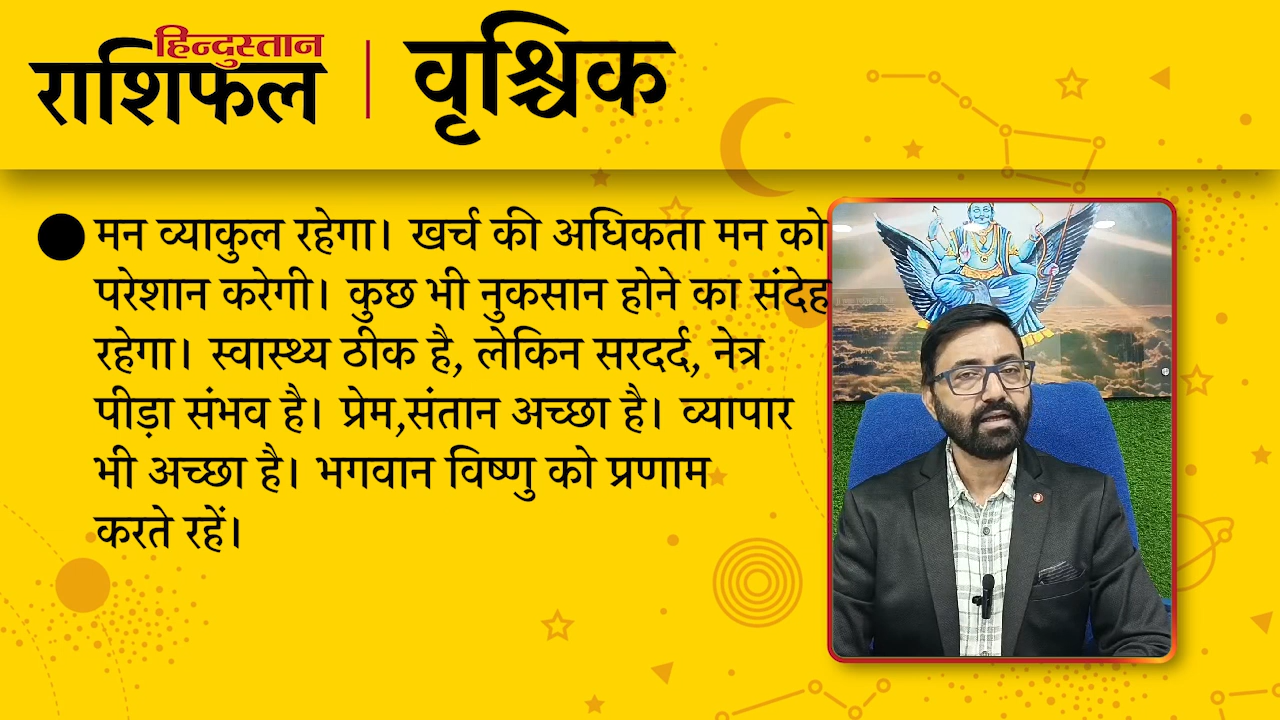 हिन्दुस्तान
राशिफल
वृश्चिक
मन व्याकुल रहेगा। खर्च की अधिकता मन को
परेशान करेगी। कुछ भी नुकसान होने का संदेह
रहेगा। स्वास्थ्य ठीक है, लेकिन सरदर्द, नेत्र
पीड़ा संभव है। प्रेम,संतान अच्छा है। व्यापार
भी अच्छा है। भगवान विष्णु को प्रणाम
करते रहें।